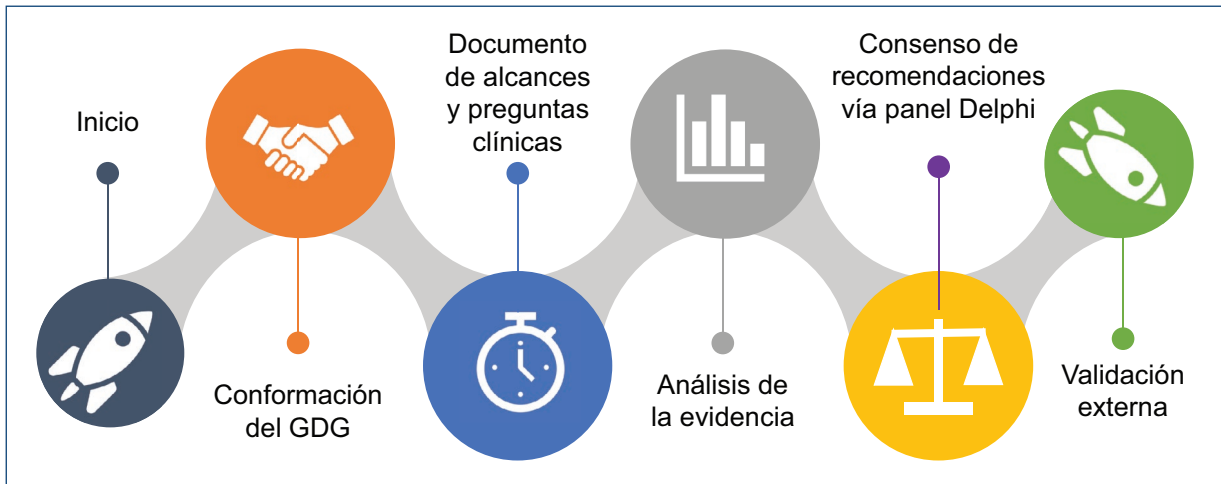 Inicio
Conformación
del GDG
Documento
de alcances
y preguntas
clínicas
Análisis de
la evidencia
Consenso de
recomendaciones
vía panel Delphi
Validación
externa